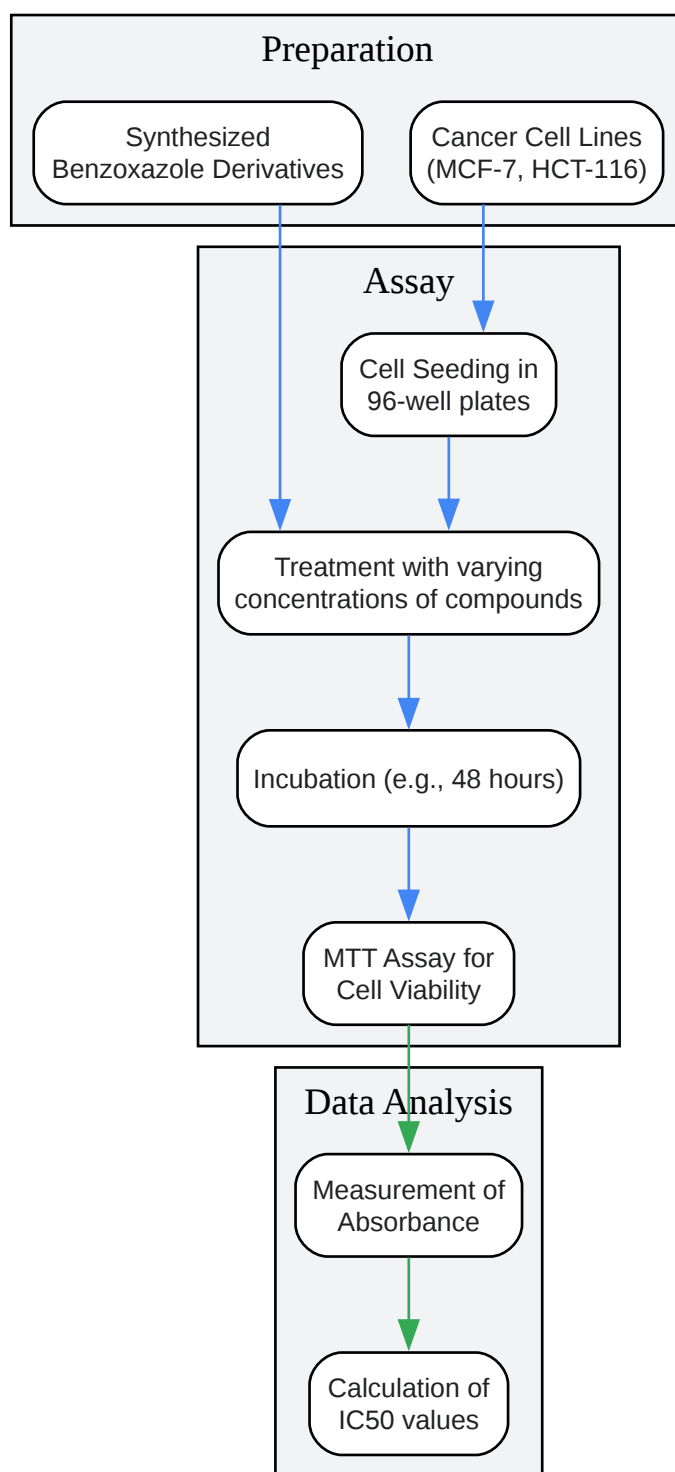 Preparation
Synthesized
Benzoxazole Derivatives
Cancer Cell Lines
(MCF-7, HCT-116)
Assay
Cell Seeding in
96-well plates
Treatment with varying
concentrations of compounds
Incubation (e.g., 48 hours)
MTT Assay for
Cell Viability
Data Analysis
Measurement of
Absorbance
Calculation of
IC50 values